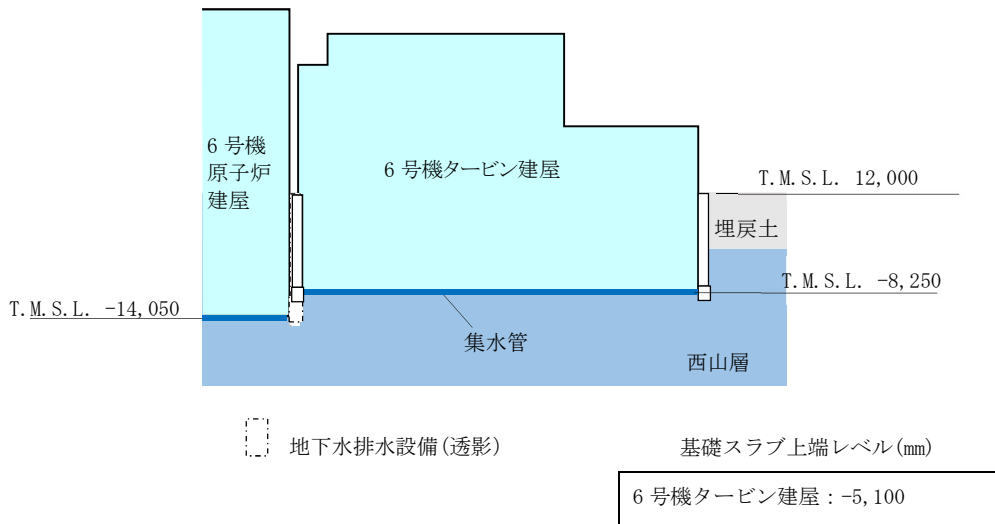 6 号機
原子炉
建屋
6 号機タービン建屋
T.M.S.L. 12,000
埋戻土
T.M.S.L. -8,250
T.M.S.L. -14,050
集水管
西山層
地下水排水設備(透影)
基礎スラブ上端レベル(㎜)
6 号機タービン建屋：-5,100